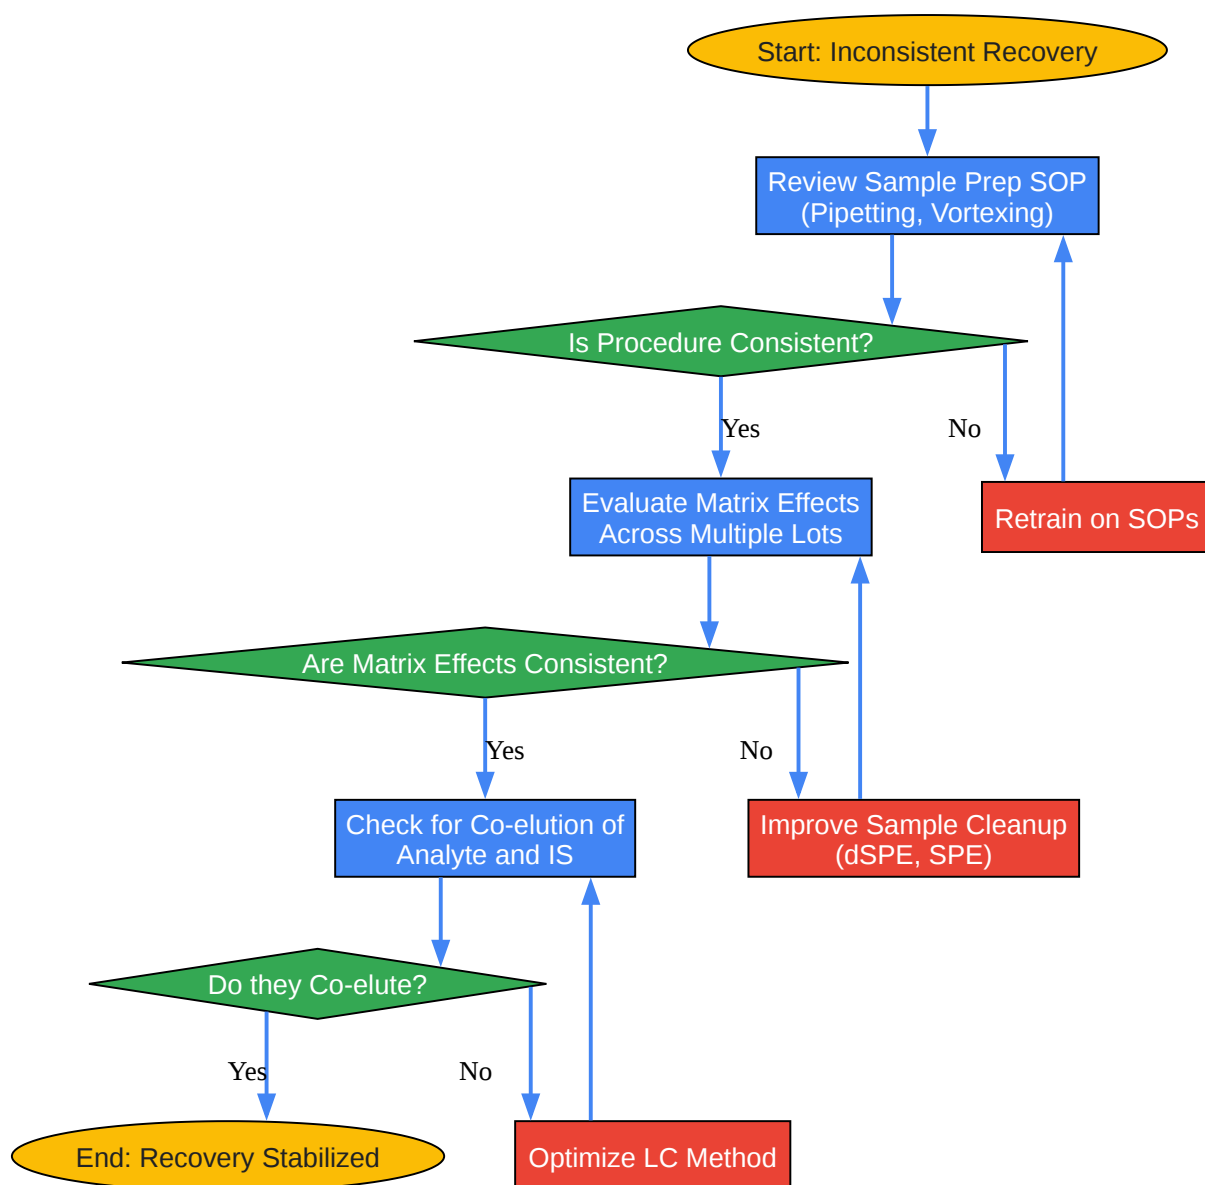 Start: Inconsistent Recovery
Review Sample Prep SOP
(Pipetting, Vortexing)
Is Procedure Consistent?
Yes
No
Evaluate Matrix Effects
Across Multiple Lots
Retrain on SOPs
Are Matrix Effects Consistent?
Yes
No
Check for Co-elution of
Analyte and IS
Improve Sample Cleanup
(dSPE, SPE)
Do they Co-elute?
Yes
No
End: Recovery Stabilized
Optimize LC Method